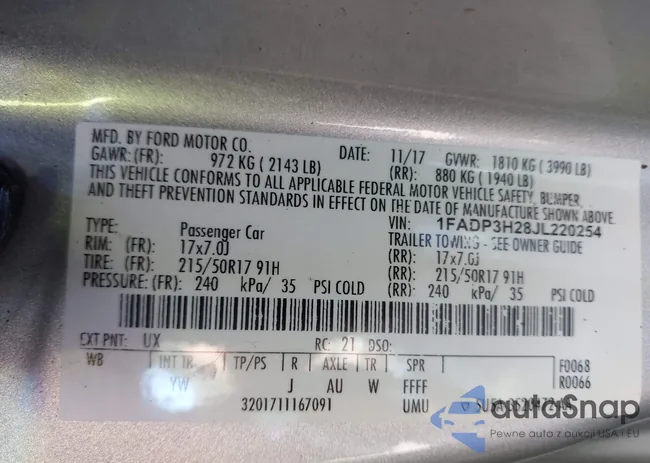 MFD. BY FORD MOTOR CO. DATE: 11/17 GVWR: 1810 KG ( 3990 LB)
GAWR: (FR): 972 KG ( 2143 LB) (RR): 880 KG ( 1940 LB)
THIS VEHICLE CONFORMS TO ALL APPLICABLE FEDERAL MOTOR VEHICLE SAFETY, BUMPER,
AND THEFT PREVENTION STANDARDS IN EFFECT ON THE DATE OF MANUFACTURE SHOWN ABOVE.
VIN: 1FADP3H28JL220254
TYPE: Passenger Car TRAILER TOWING - SEE OWNER GUIDE
RIM: (FR): 17x7.0J (RR): 17x7.0J
TIRE: (FR): 215/50R17 91H (RR): 215/50R17 91H
PRESSURE: (FR): 240 kPa/ 35 PSI COLD (RR): 240 kPa/ 35 PSI COLD
EXT PNT: UX RC: 21 DSO:
WB INT TR TP/PS R AXLE TR SPR F0068
YW J AU W FFFF R0066
3201711167091 UMU
autoSnap
Pewne auta z aukcji USA i EU